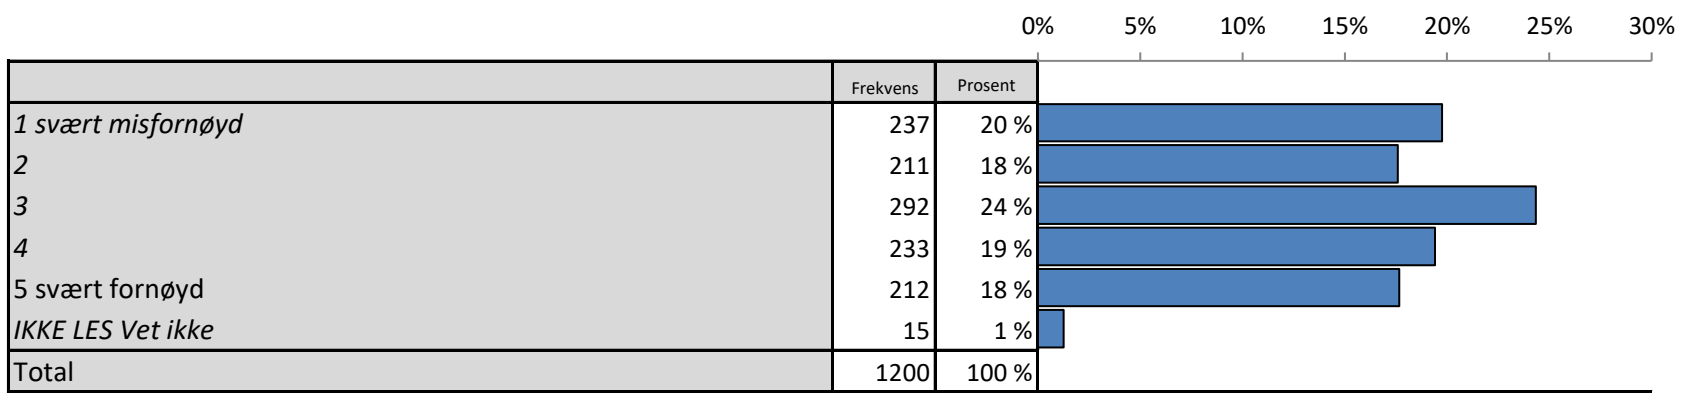 0% 5% 10% 15% 20% 25% 30%
Frekvens Prosent
1 svært misfornøyd 237 20 %
2 211 18 %
3 292 24 %
4 233 19 %
5 svært fornøyd 212 18 %
IKKE LES Vet ikke 15 1 %
Total 1200 100 %